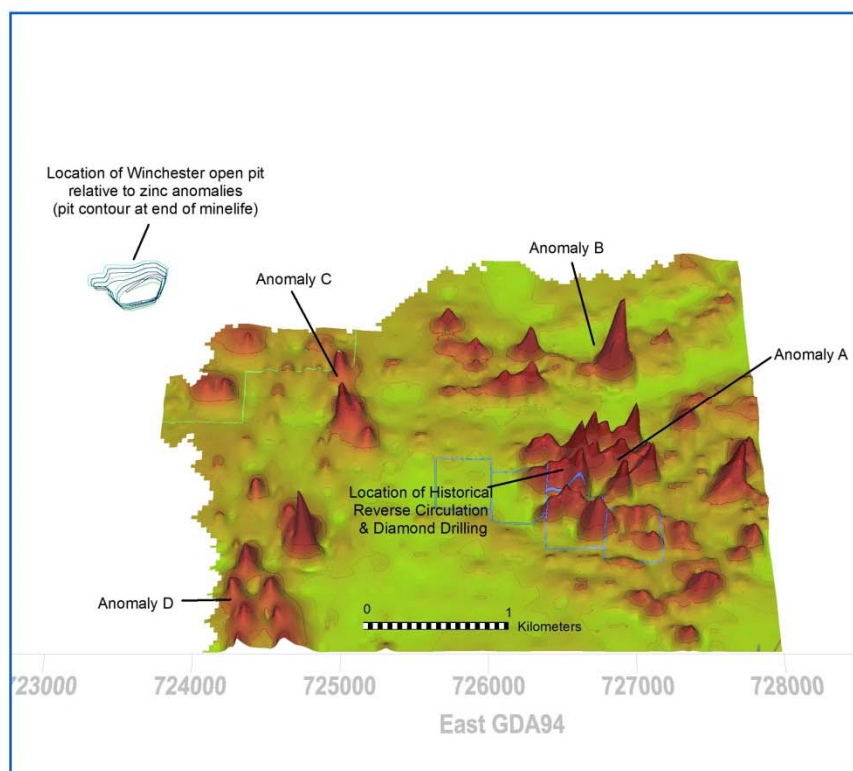 Location of Winchester open pit
relative to zinc anomalies
(pit contour at end of minelife)
Anomaly B
Anomaly C
Anomaly A
Location of Historical
Reverse Circulation
& Diamond Drilling
Anomaly D
0 1
Kilometers
723000 724000 725000 726000 727000 728000
East GDA94